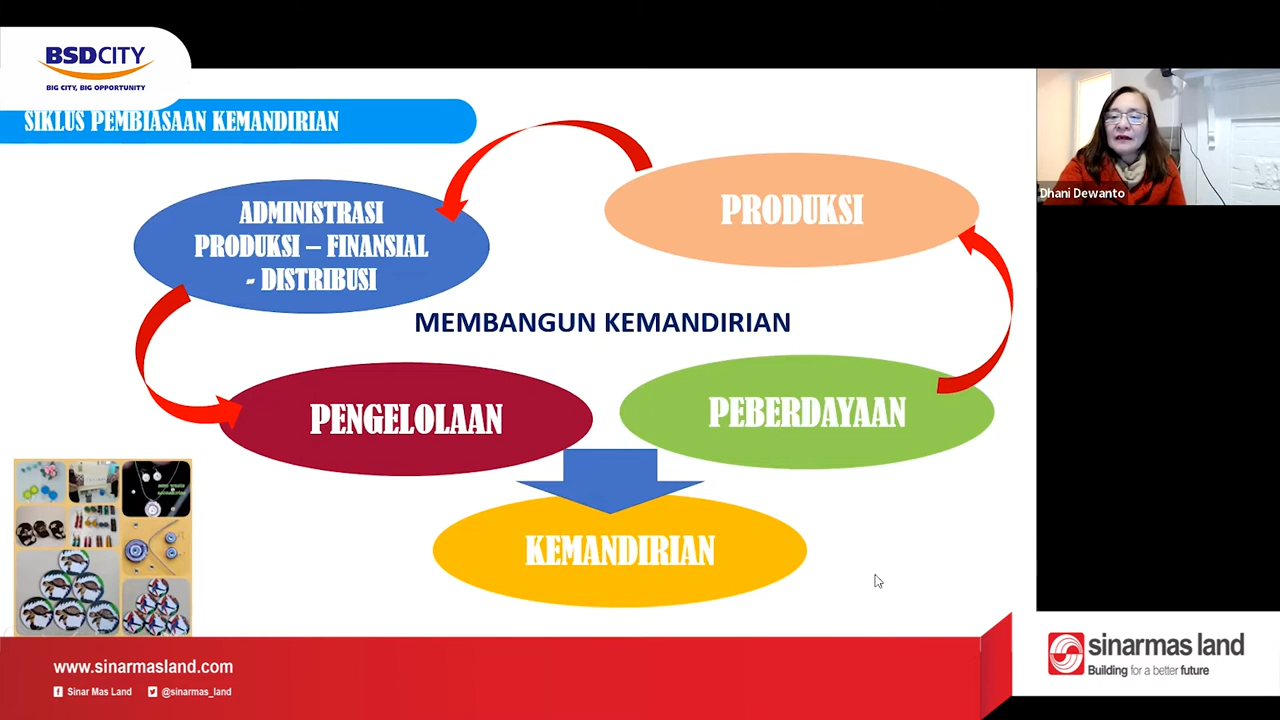 BSDCITY
BIG CITY, BIG OPPORTUNITY
SIKLUS PEMBIASAAN KEMANDIRIAN
Dhani Dewanto
ADMINISTRASI
PRODUKSI – FINANSIAL
- DISTRIBUSI
PRODUKSI
MEMBANGUN KEMANDIRIAN
PENGELOLAAN
PEBERDAYAAN
KEMANDIRIAN
www.sinarmasland.com
Sinar Mas Land
@sinarmas_land
sinarmas land
Building for a better future